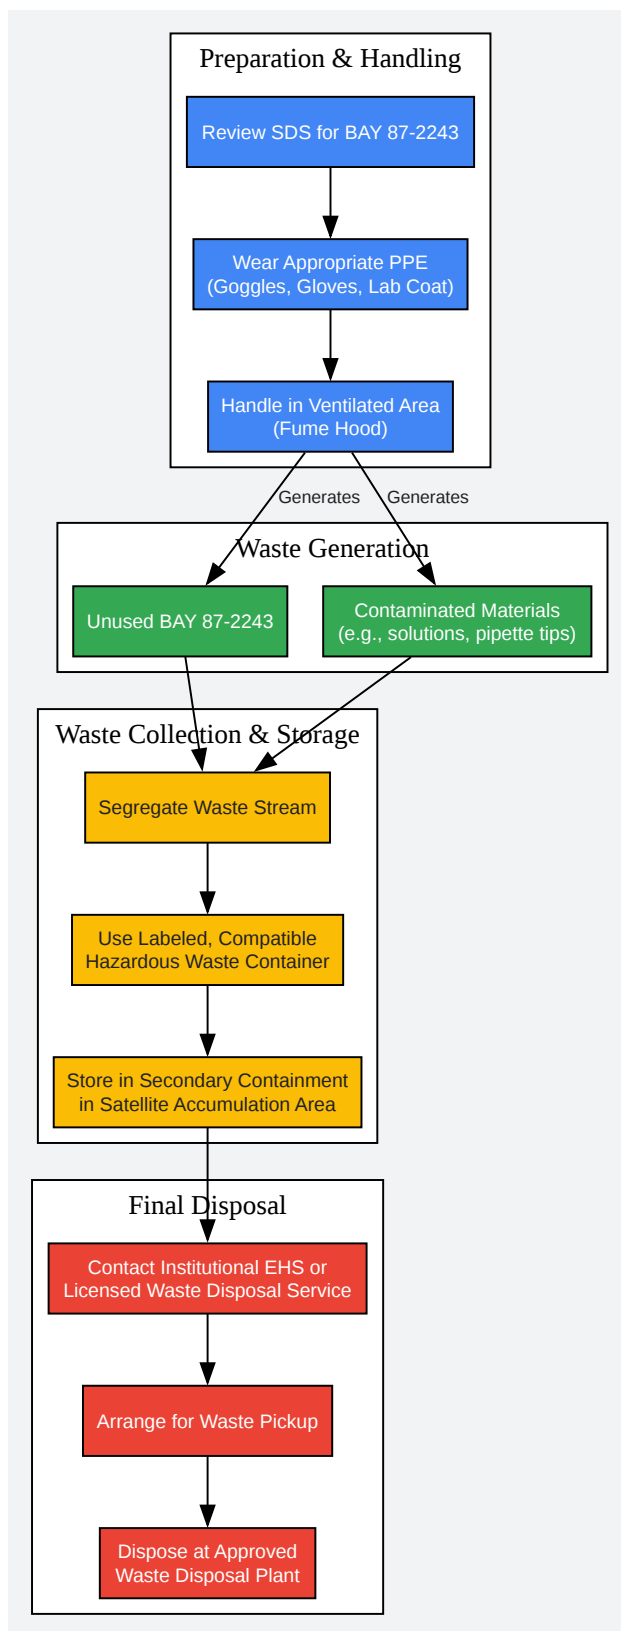 Preparation & Handling
Review SDS for BAY 87-2243
Wear Appropriate PPE
(Goggles, Gloves, Lab Coat)
Handle in Ventilated Area
(Fume Hood)
Generates
Generates
Waste Generation
Unused BAY 87-2243
Contaminated Materials
(e.g., solutions, pipette tips)
Waste Collection & Storage
Segregate Waste Stream
Use Labeled, Compatible
Hazardous Waste Container
Store in Secondary Containment
in Satellite Accumulation Area
Final Disposal
Contact Institutional EHS or
Licensed Waste Disposal Service
Arrange for Waste Pickup
Dispose at Approved
Waste Disposal Plant